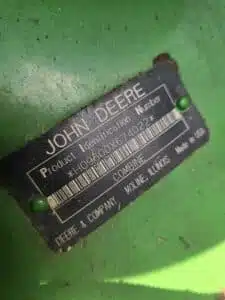 JOHN DEERE
Product Identification Number
COMBINE
DEERE & COMPANY MOLINE, ILLINOIS
Made in USA